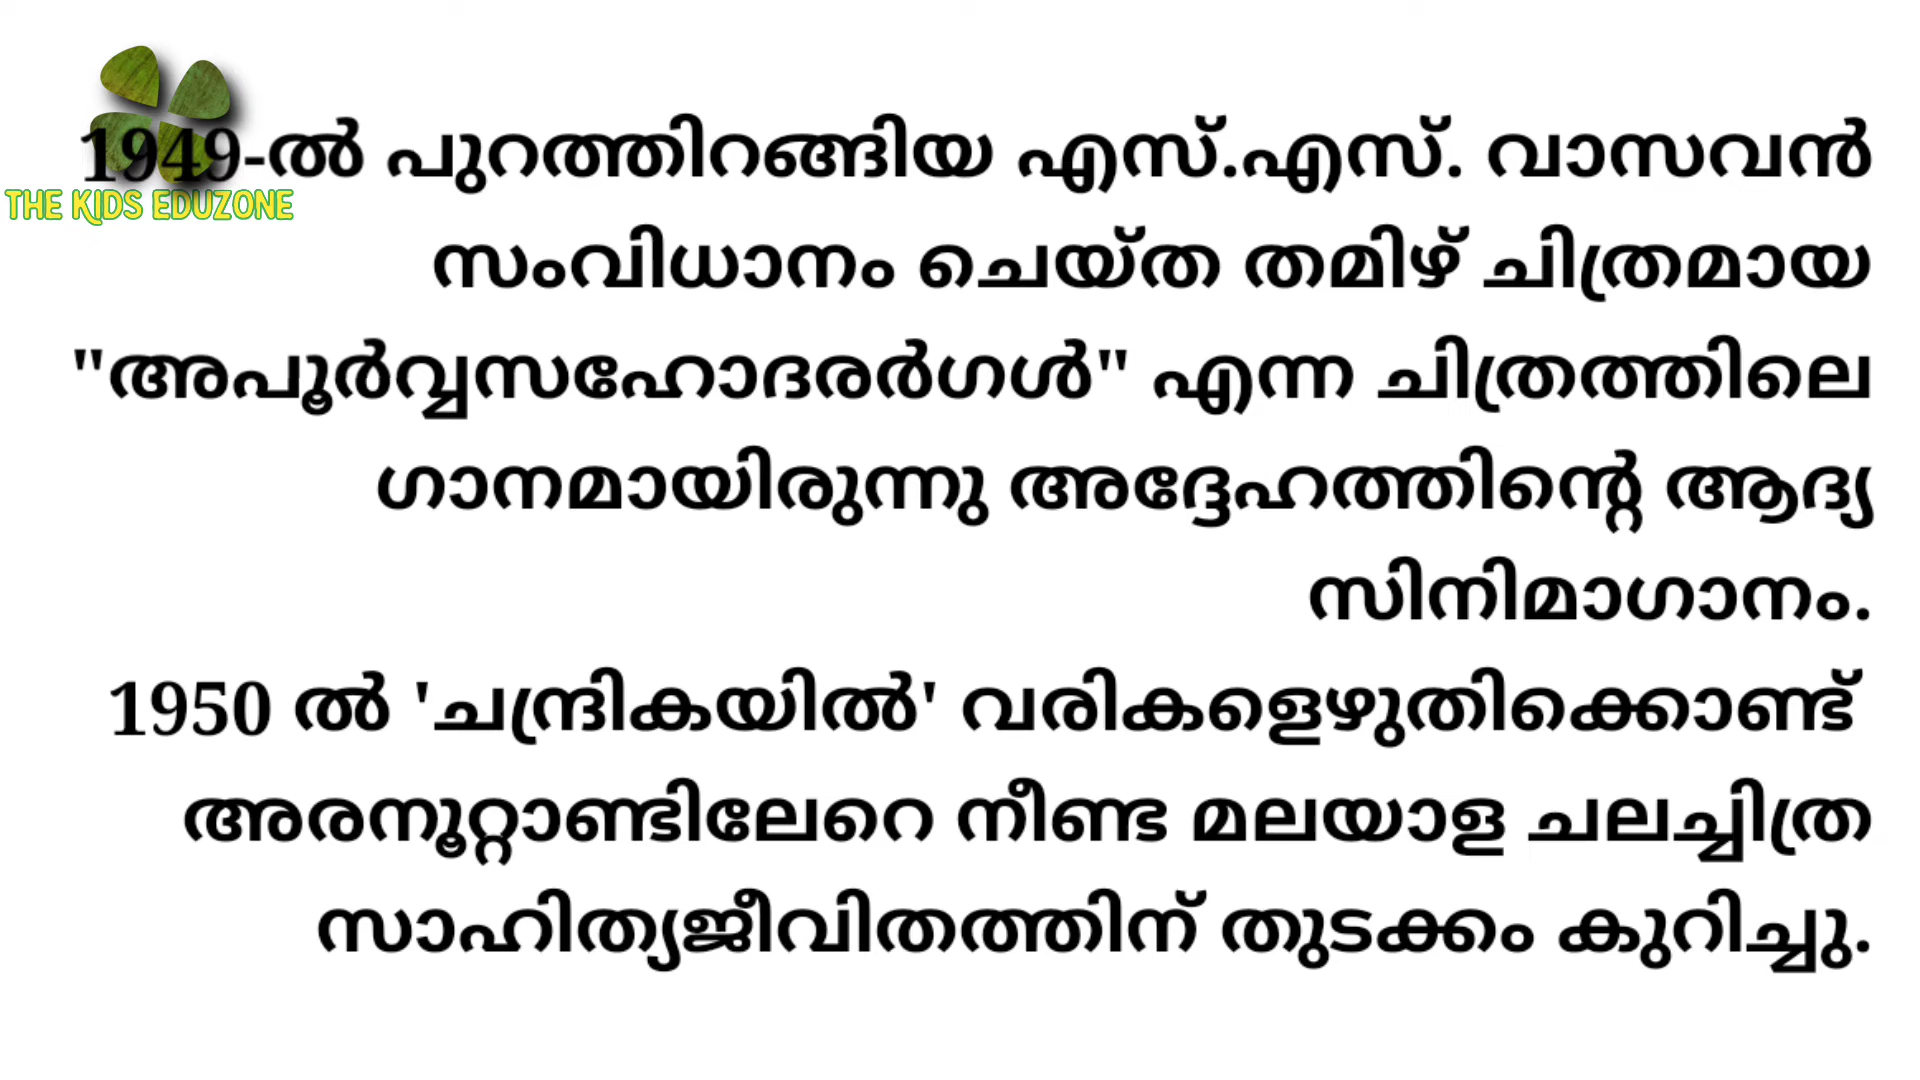 1949-ൽ പുറത്തിറങ്ങിയ എസ്.എസ്. വാസവൻ
THE KIDS EDUZONE
സംവിധാനം ചെയ്ത തമിഴ് ചിത്രമായ
"അപൂർവ്വസഹോദരർഗൾ" എന്ന ചിത്രത്തിലെ
ഗാനമായിരുന്നു അദ്ദേഹത്തിന്റെ ആദ്യ
സിനിമാഗാനം.
1950 ൽ 'ചന്ദ്രികയിൽ' വരികളെഴുതിക്കൊണ്ട്
അരനൂറ്റാണ്ടിലേറെ നീണ്ട മലയാള ചലച്ചിത്ര
സാഹിത്യജീവിതത്തിന് തുടക്കം കുറിച്ചു.